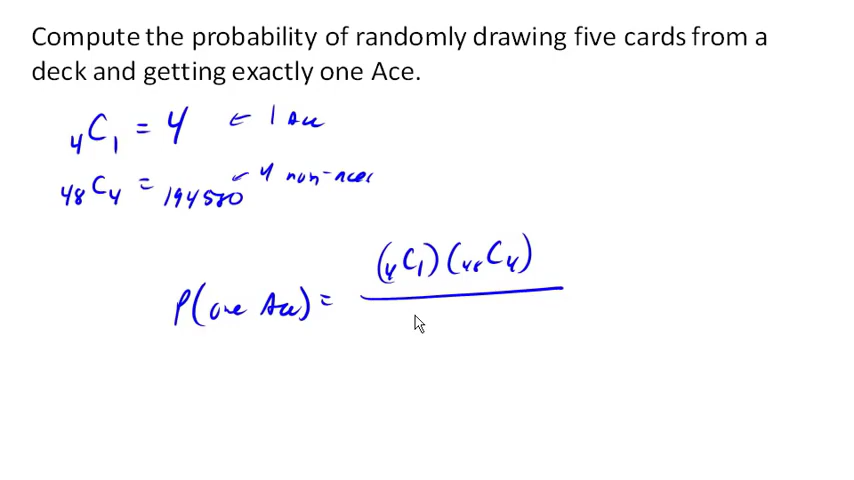 Compute the probability of randomly drawing five cards from a
deck and getting exactly one Ace.
₄C₁ = 4 ← 1 Ace
₄₈C₄ = 194580 ← 4 non-aces
P(one Ace) = (₄C₁)(₄₈C₄)